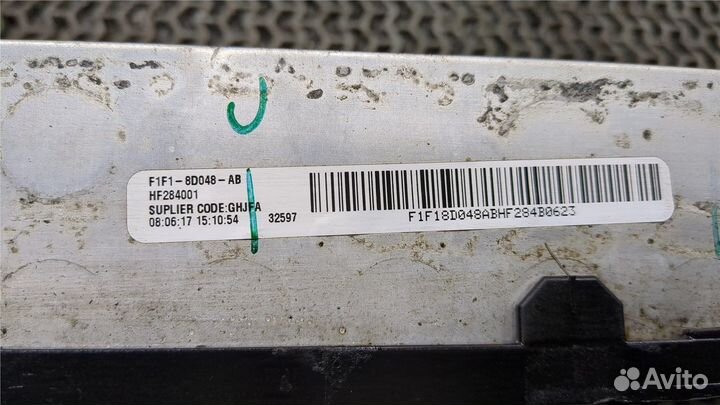 F1F1-8D048-AB
HF284001
SUPLIER CODE:GHJFA
08:06:17 15:10:54 32597
F1F18D048ABHF284B0623
Avito